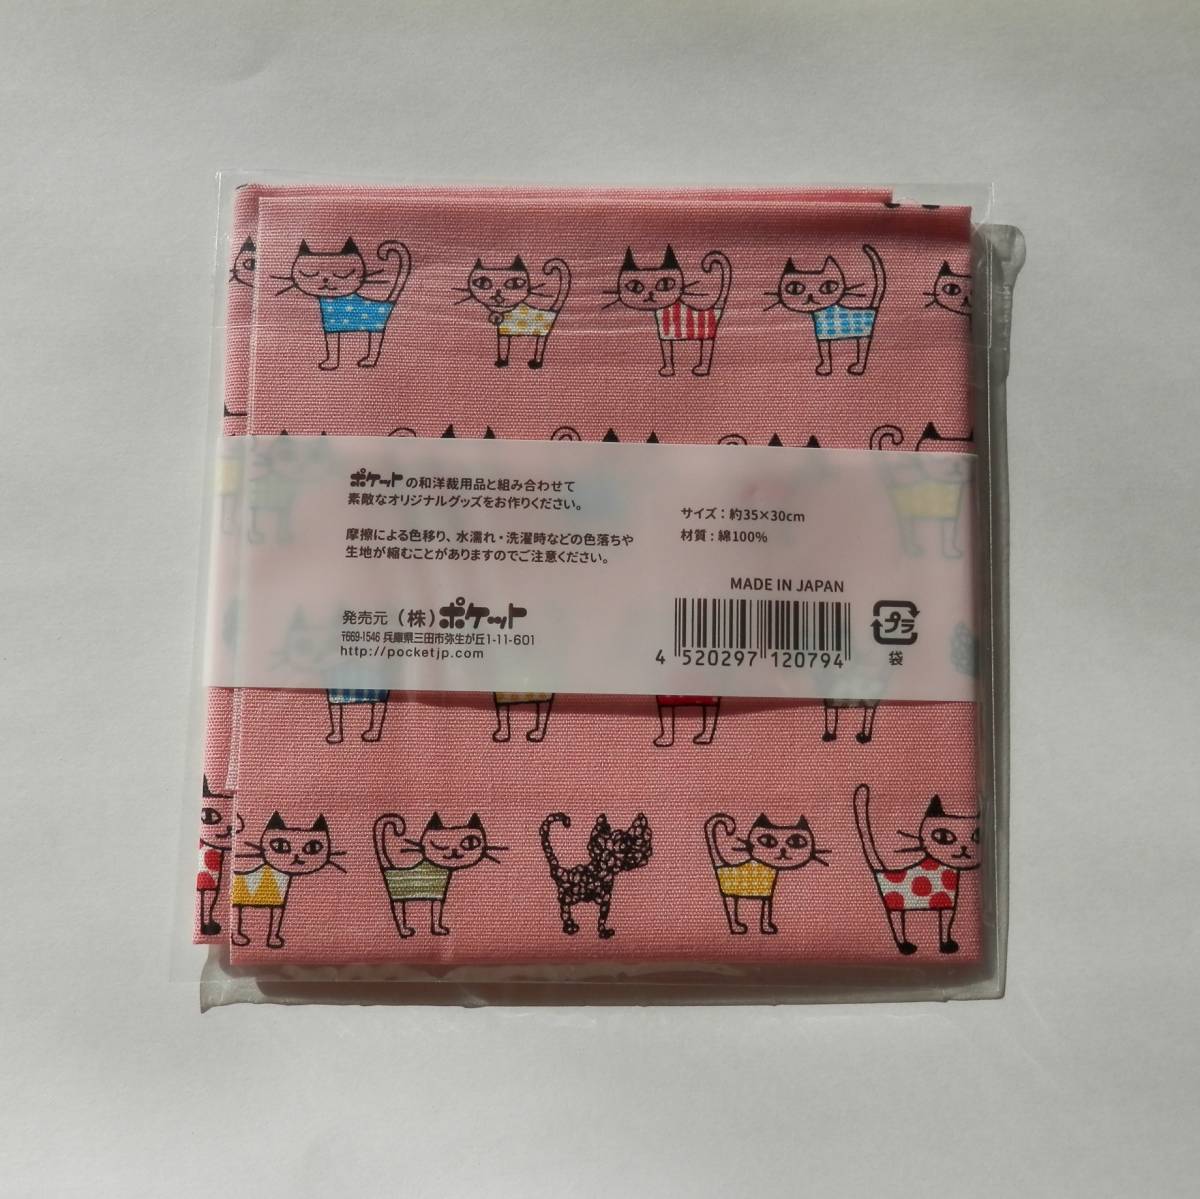 ポケットの和洋裁用品と組み合わせて
素敵なオリジナルグッズをお作りください。
摩擦による色移り、水濡れ・洗濯時などの色落ちや
生地が縮むことがありますのでご注意ください。
発売元（株）ポケット
〒669-1546 兵庫県三田市弥生が丘1-11-601
http://pocketjp.com
サイズ：約35×30cm
材質：綿100%
MADE IN JAPAN
4 520297 120794
プラ
袋